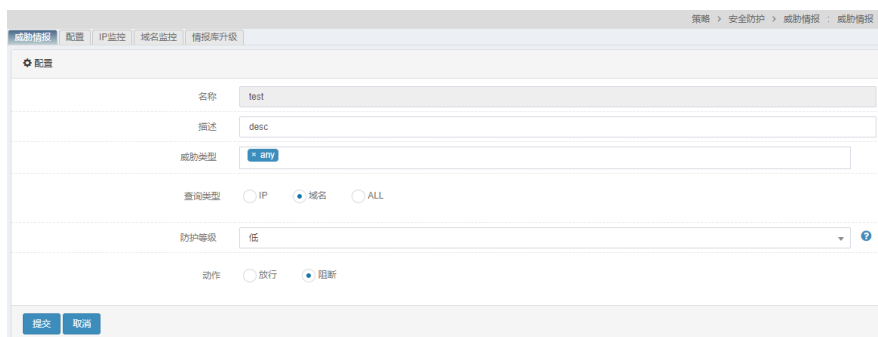 策略 > 安全防护 > 威胁情报 : 威胁情报
威胁情报 配置 IP监控 域名监控 情报库升级
配置
名称 test
描述 desc
威胁类型 × any
查询类型 IP 域名 ALL
防护等级 低 ?
动作 放行 阻断
提交 取消